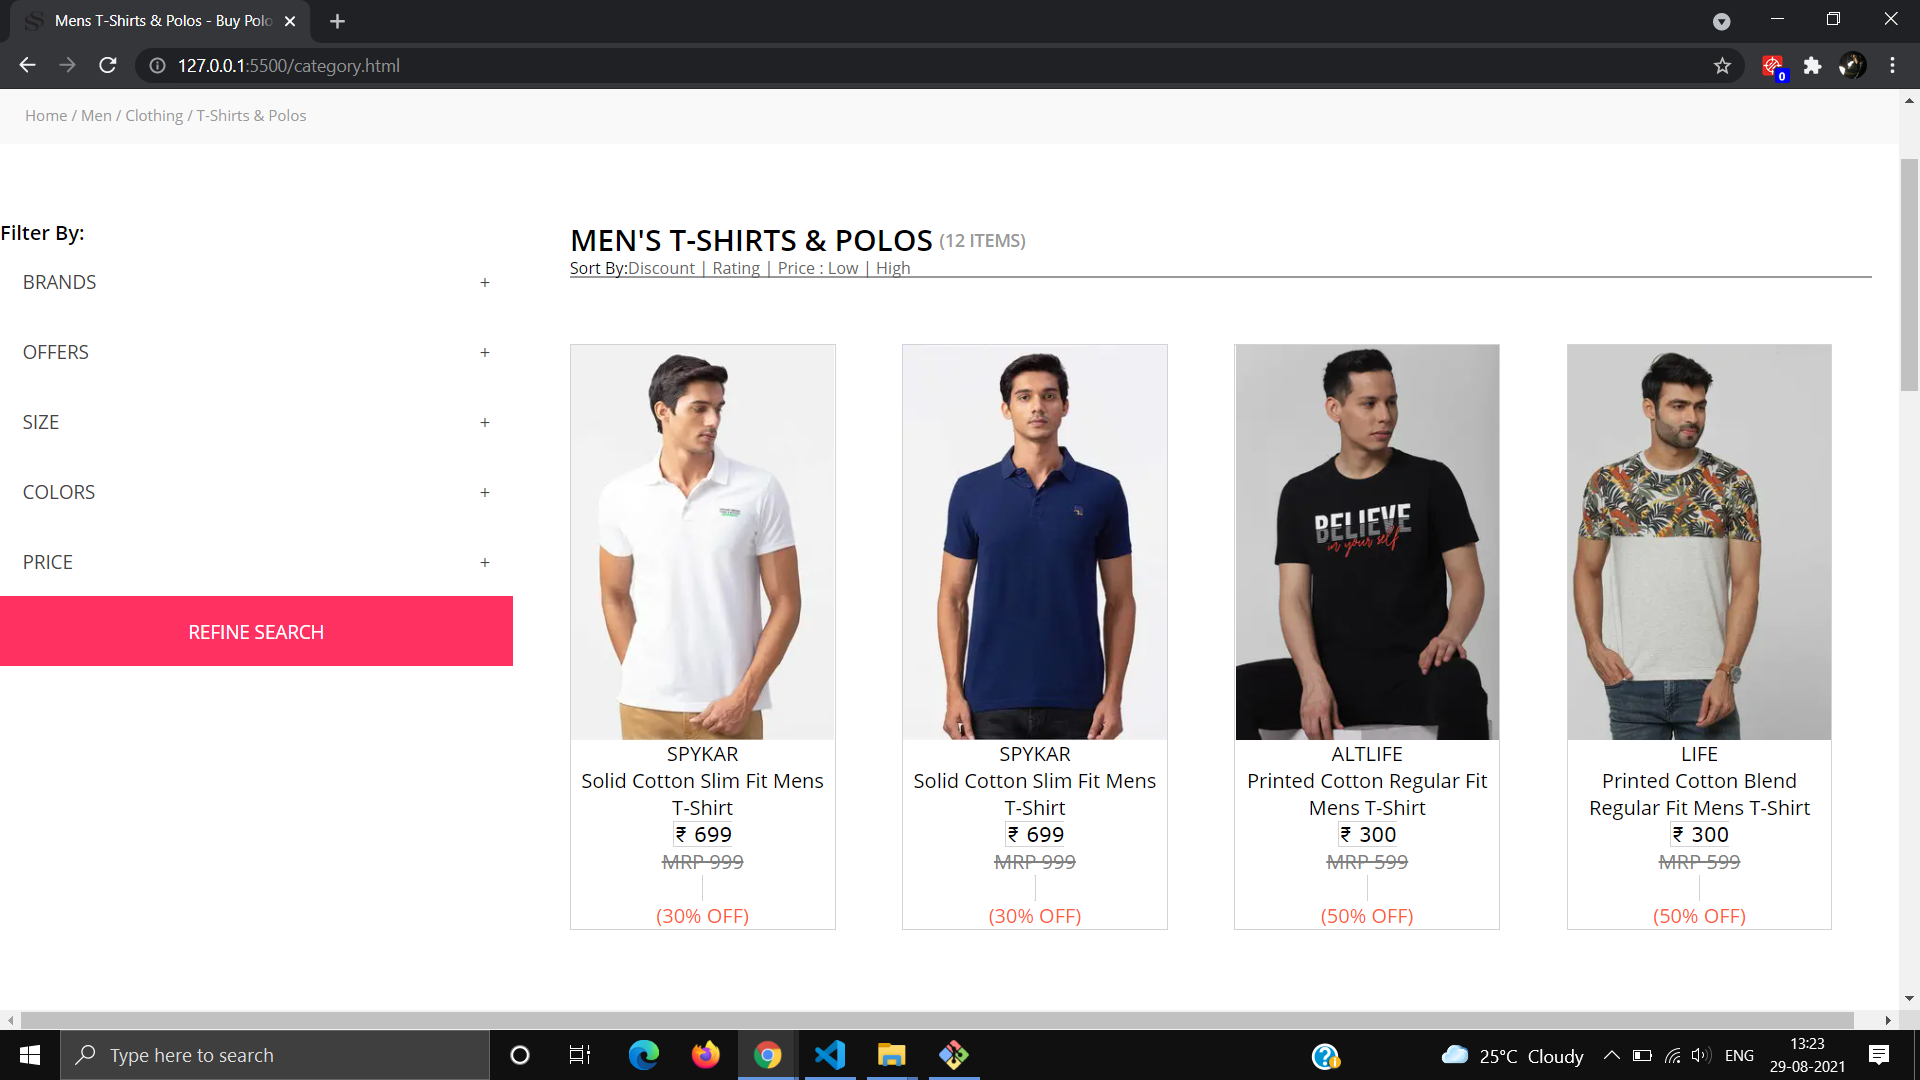 Mens T-Shirts & Polos - Buy Polo
127.0.0.1:5500/category.html
0
Home / Men / Clothing / T-Shirts & Polos
Filter By:
BRANDS +
OFFERS +
SIZE +
COLORS +
PRICE +
REFINE SEARCH
MEN'S T-SHIRTS & POLOS (12 ITEMS)
Sort By:Discount | Rating | Price : Low | High
BELIEVE
in your self
SPYKAR
Solid Cotton Slim Fit Mens
T-Shirt
₹ 699
MRP 999
(30% OFF)
SPYKAR
Solid Cotton Slim Fit Mens
T-Shirt
₹ 699
MRP 999
(30% OFF)
ALTLIFE
Printed Cotton Regular Fit
Mens T-Shirt
₹ 300
MRP 599
(50% OFF)
LIFE
Printed Cotton Blend
Regular Fit Mens T-Shirt
₹ 300
MRP 599
(50% OFF)
Type here to search
25°C Cloudy
ENG
13:23
29-08-2021